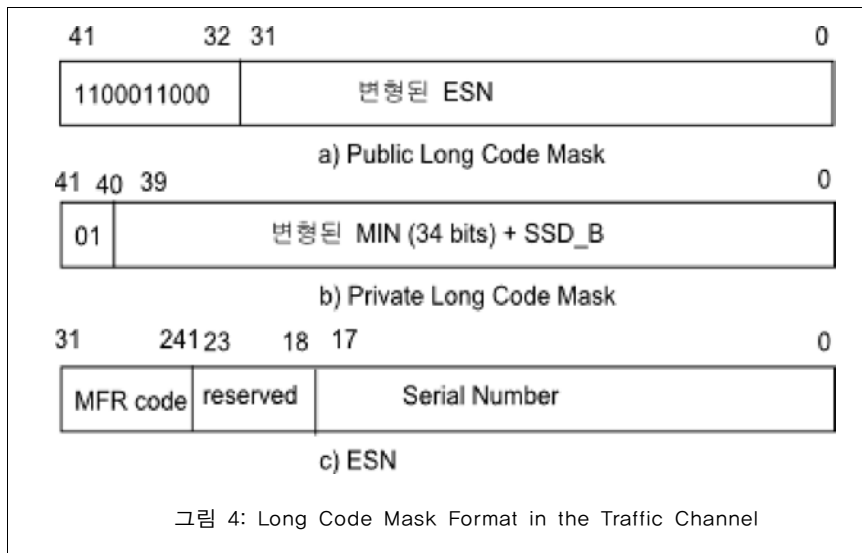 41 32 31 0
1100011000 변형된 ESN
a) Public Long Code Mask
41 40 39 0
01 변형된 MIN (34 bits) + SSD_B
b) Private Long Code Mask
31 241 23 18 17 0
MFR code reserved Serial Number
c) ESN
그림 4: Long Code Mask Format in the Traffic Channel